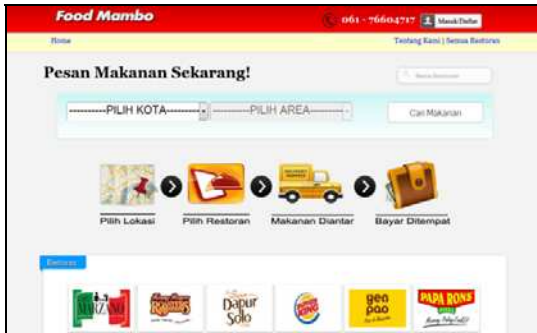 Food Mambo
061 - 76604717
Masuk/Daftar
Home
Tentang Kami | Semua Restoran
Pesan Makanan Sekarang!
----------PILIH KOTA----------
----------PILIH AREA----------
Cari Makanan
Pilih Lokasi
Pilih Restoran
Makanan Diantar
Bayar Ditempat
Restoran
MARZANO
Dapur
Solo
BURGER
KING
gen
pao
PAPA RONS